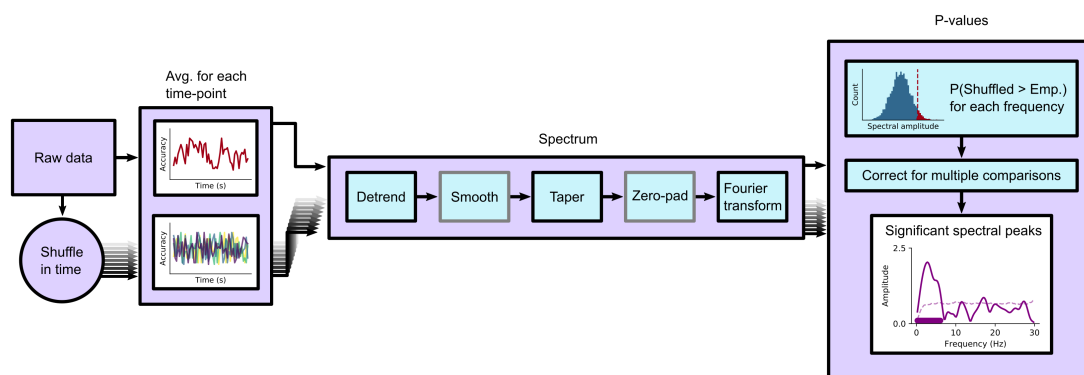 P-values
Avg. for each
time-point
Raw data
Accuracy
Time (s)
Shuffle
in time
Accuracy
Time (s)
Spectrum
Detrend
Smooth
Taper
Zero-pad
Fourier
transform
Count
Spectral amplitude
P(Shuffled > Emp.)
for each frequency
Correct for multiple comparisons
Significant spectral peaks
2.5
Amplitude
0.0
0
10
20
30
Frequency (Hz)